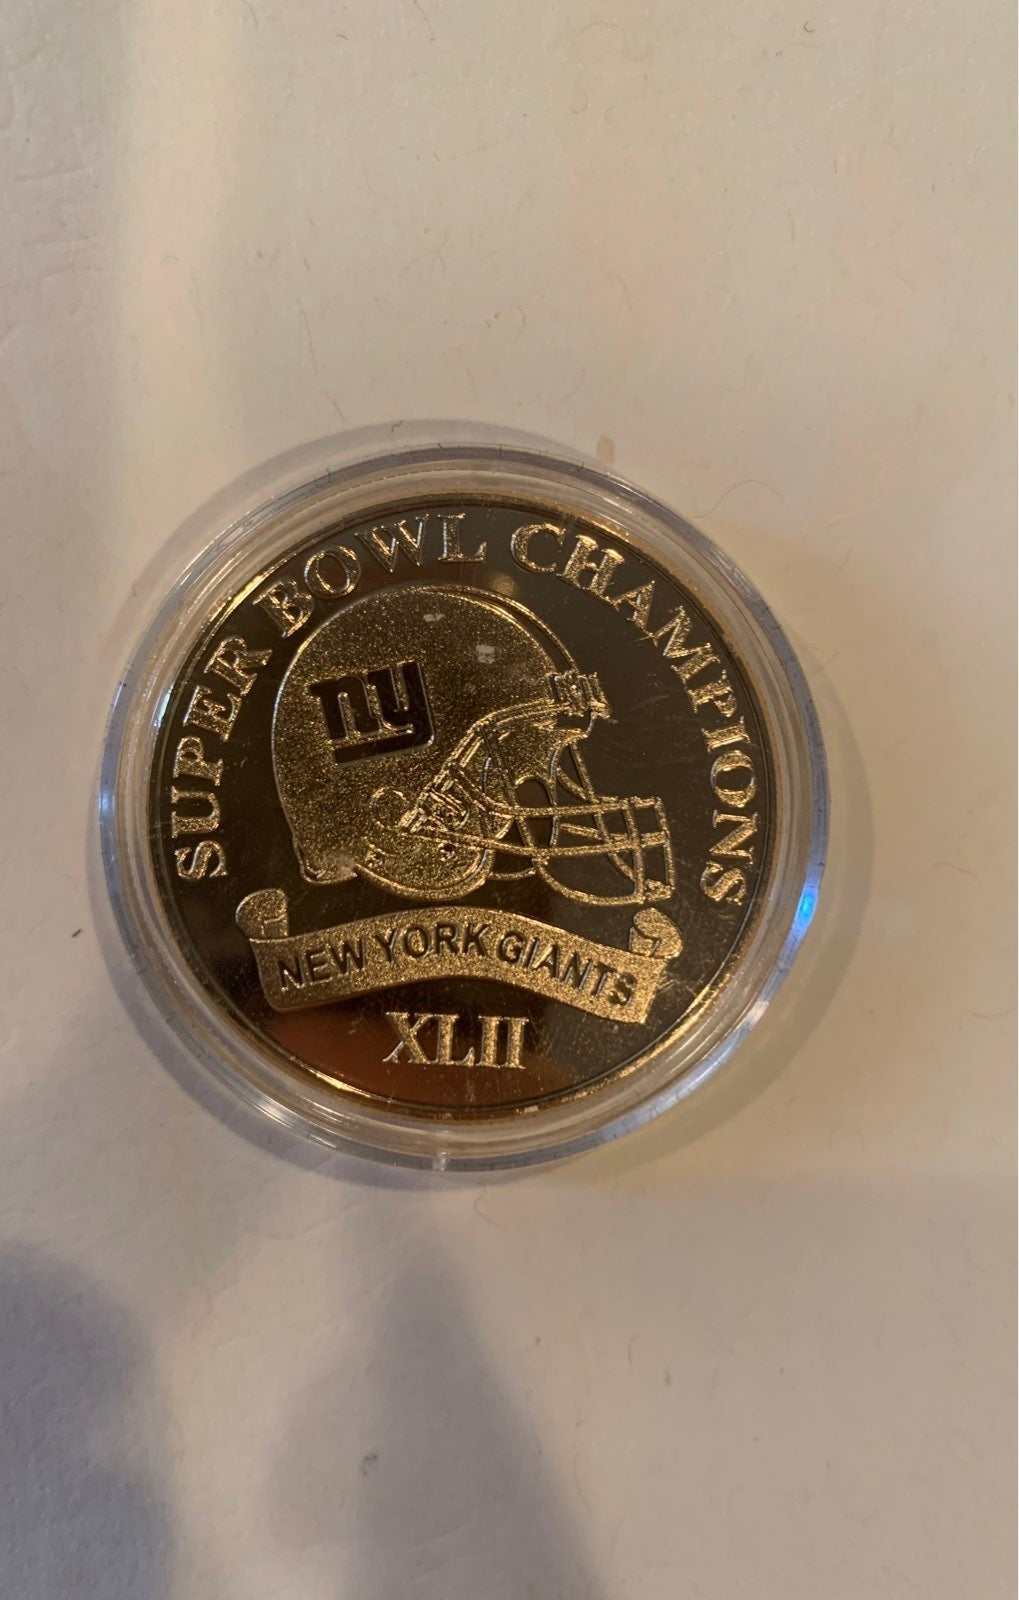 SUPER BOWL CHAMPIONS
ny
NEW YORK GIANTS
XLII